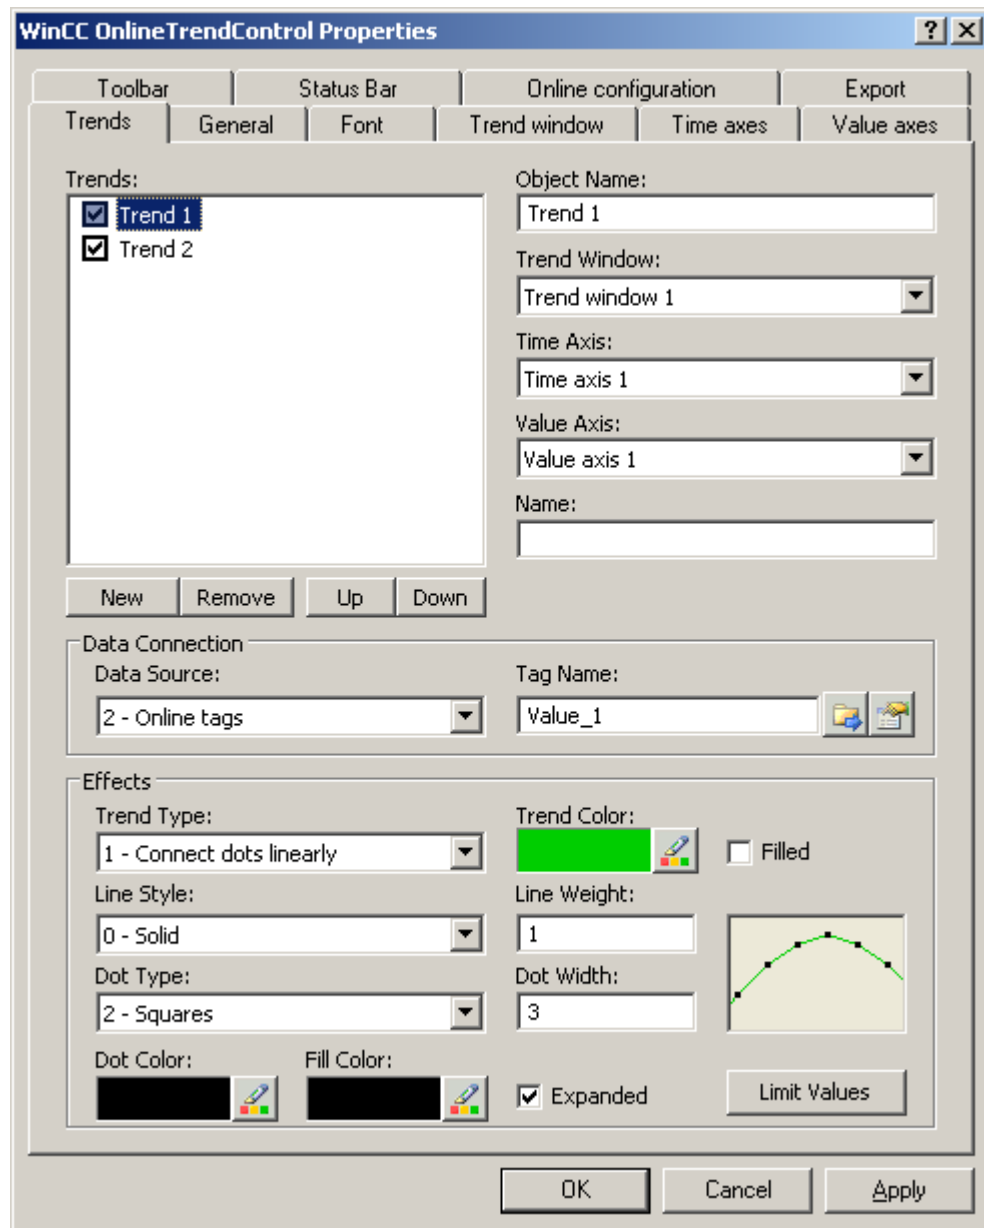 WinCC OnlineTrendControl Properties
Toolbar Status Bar Online configuration Export
Trends General Font Trend window Time axes Value axes
Trends:
Trend 1
Trend 2
Object Name:
Trend 1
Trend Window:
Trend window 1
Time Axis:
Time axis 1
Value Axis:
Value axis 1
Name:
New Remove Up Down
Data Connection
Data Source: Tag Name:
2 - Online tags Value_1
Effects
Trend Type: Trend Color:
1 - Connect dots linearly Filled
Line Style: Line Weight:
0 - Solid 1
Dot Type: Dot Width:
2 - Squares 3
Dot Color: Fill Color:
Expanded Limit Values
OK Cancel Apply